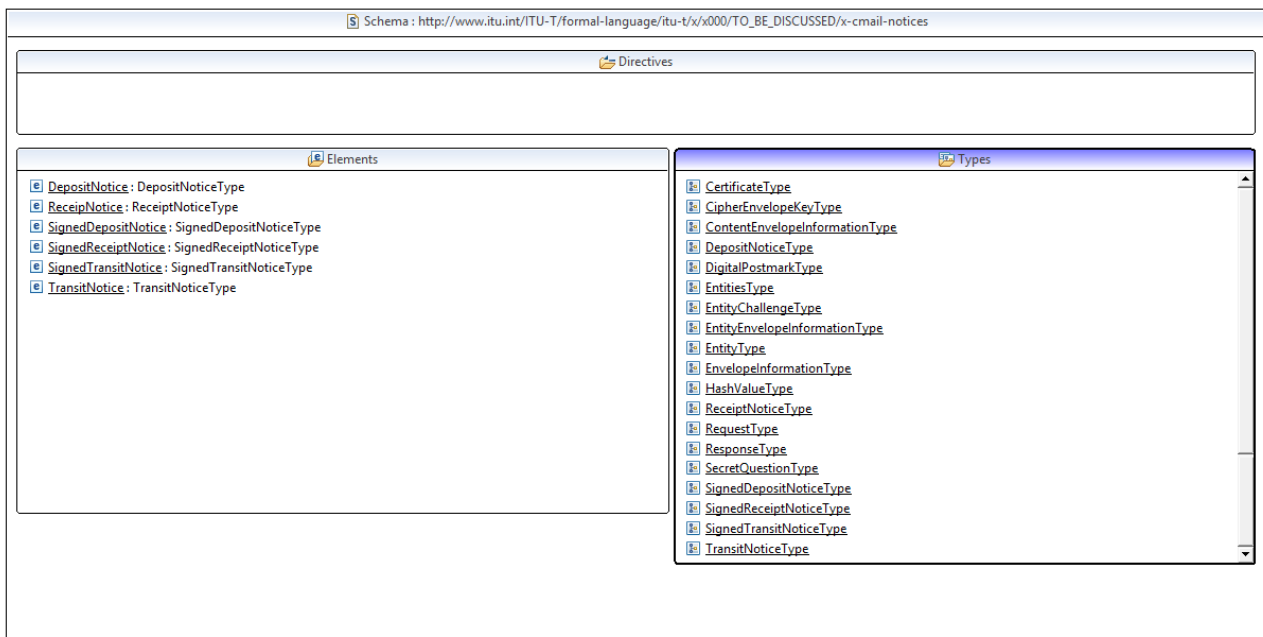 Schema : http://www.itu.int/ITU-T/formal-language/itu-t/x/x000/TO_BE_DISCUSSED/x-cmail-notices
Directives
Elements
DepositNotice : DepositNoticeType
ReceipNotice : ReceiptNoticeType
SignedDepositNotice : SignedDepositNoticeType
SignedReceiptNotice : SignedReceiptNoticeType
SignedTransitNotice : SignedTransitNoticeType
TransitNotice : TransitNoticeType
Types
CertificateType
CipherEnvelopeKeyType
ContentEnvelopeInformationType
DepositNoticeType
DigitalPostmarkType
EntitiesType
EntityChallengeType
EntityEnvelopeInformationType
EntityType
EnvelopeInformationType
HashValueType
ReceiptNoticeType
RequestType
ResponseType
SecretQuestionType
SignedDepositNoticeType
SignedReceiptNoticeType
SignedTransitNoticeType
TransitNoticeType